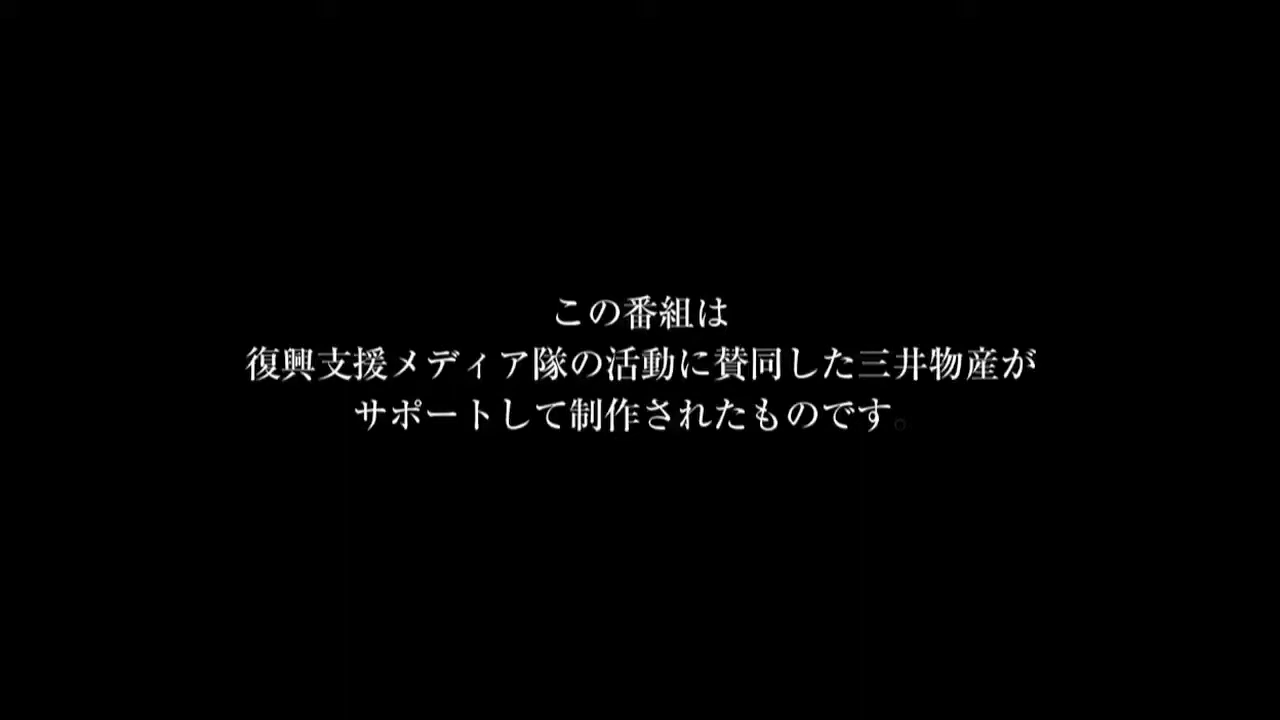 この番組は
復興支援メディア隊の活動に賛同した三井物産が
サポートして制作されたものです。